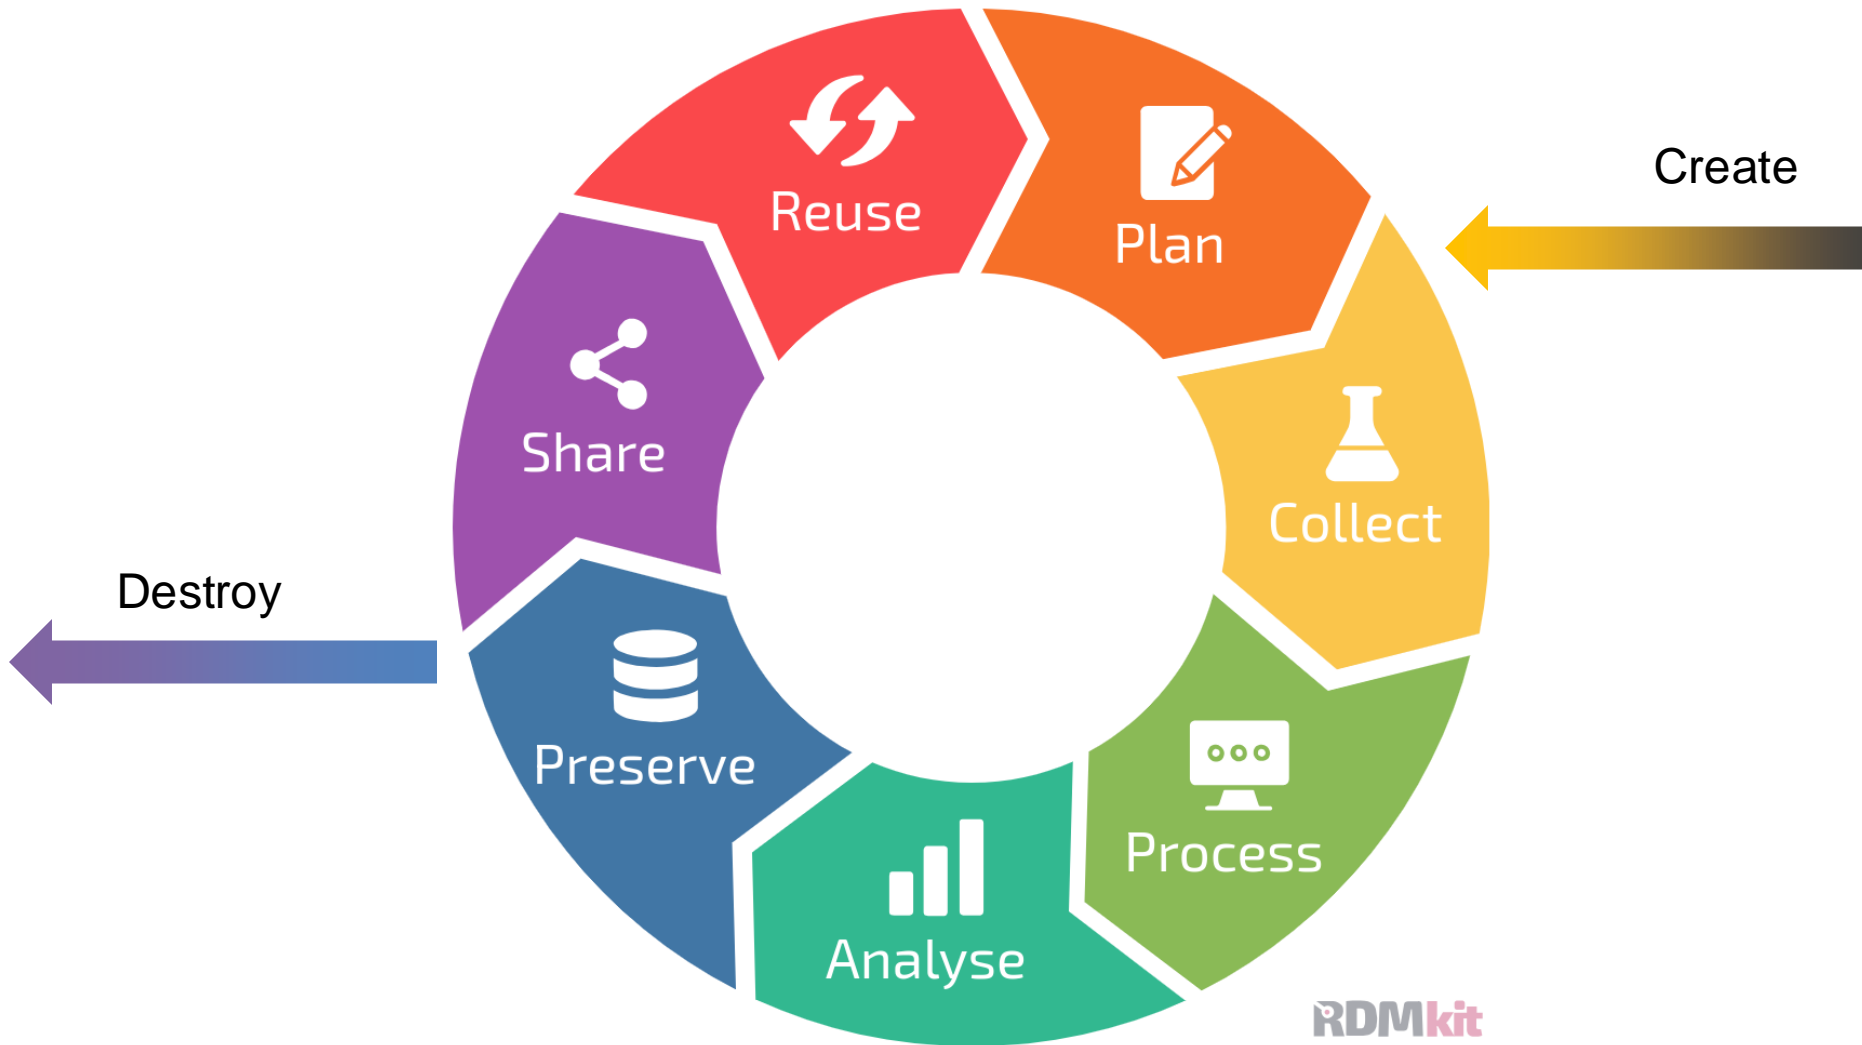 Reuse
Plan
Create
Share
Collect
Destroy
Preserve
Process
Analyse
RDMkit